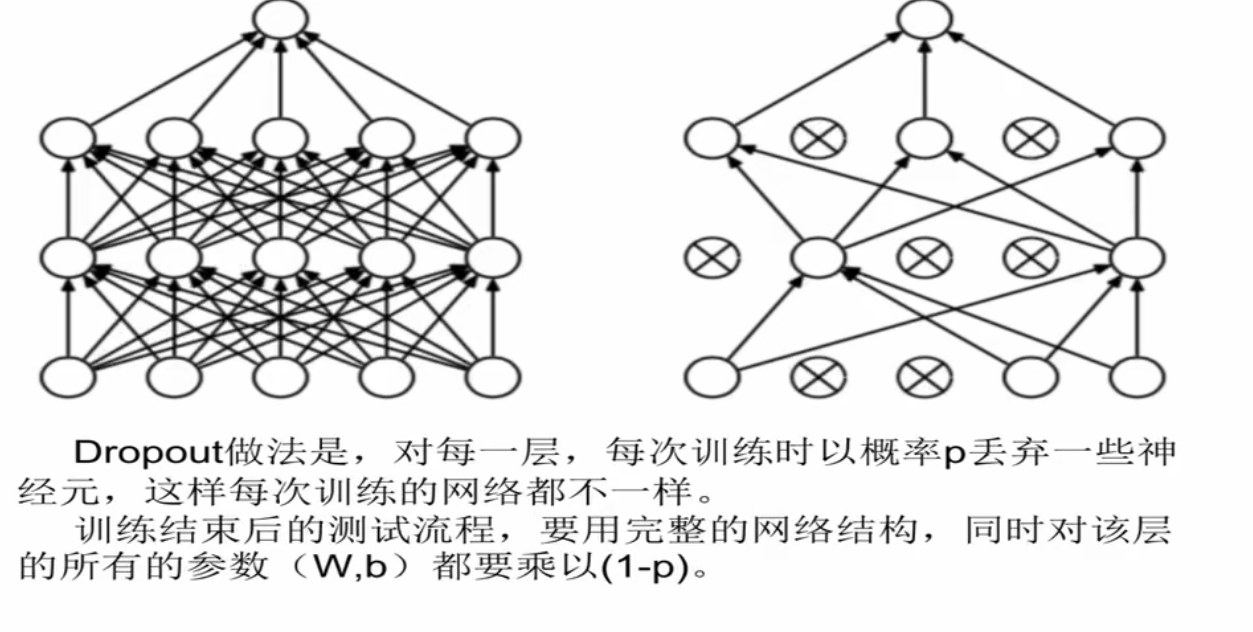 Dropout做法是，对每一层，每次训练时以概率p丢弃一些神
经元，这样每次训练的网络都不一样。
训练结束后的测试流程，要用完整的网络结构，同时对该层
的所有的参数（W,b）都要乘以(1-p)。